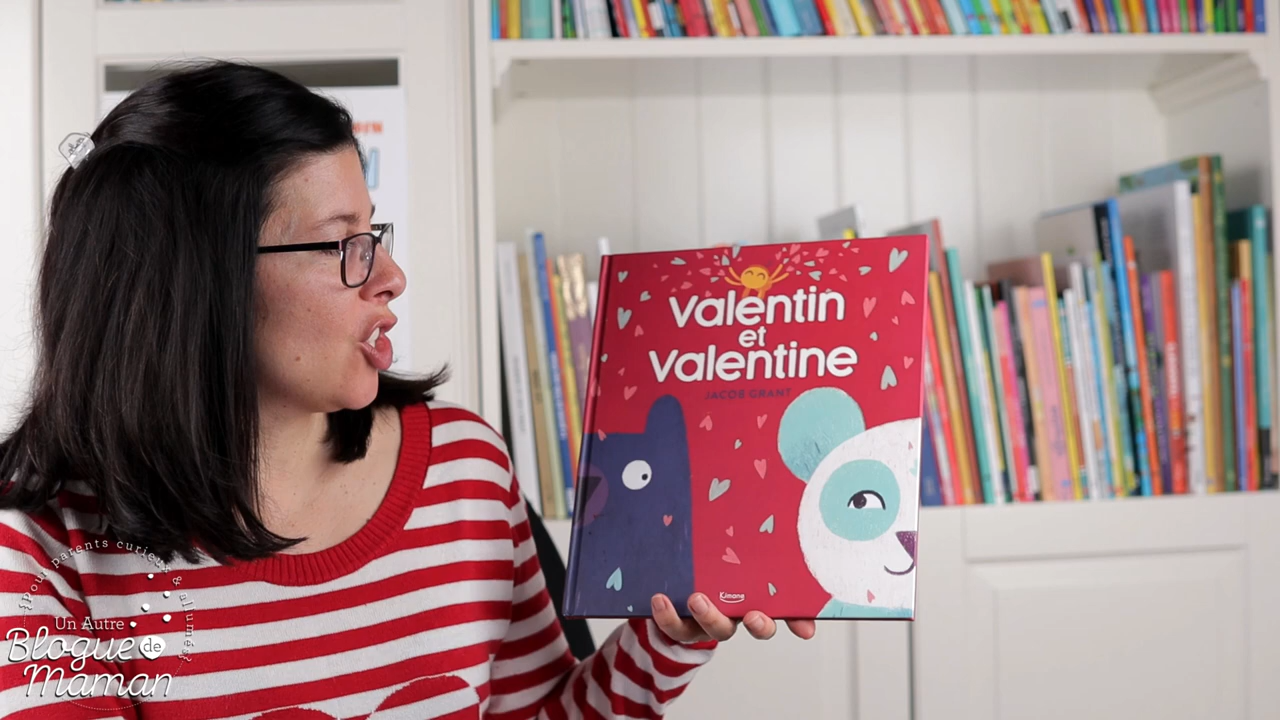 Valentin
et
Valentine
JACOB GRANT
Kimane
{Pour parents curieux & allumés}
Un Autre
Blogue de
Maman